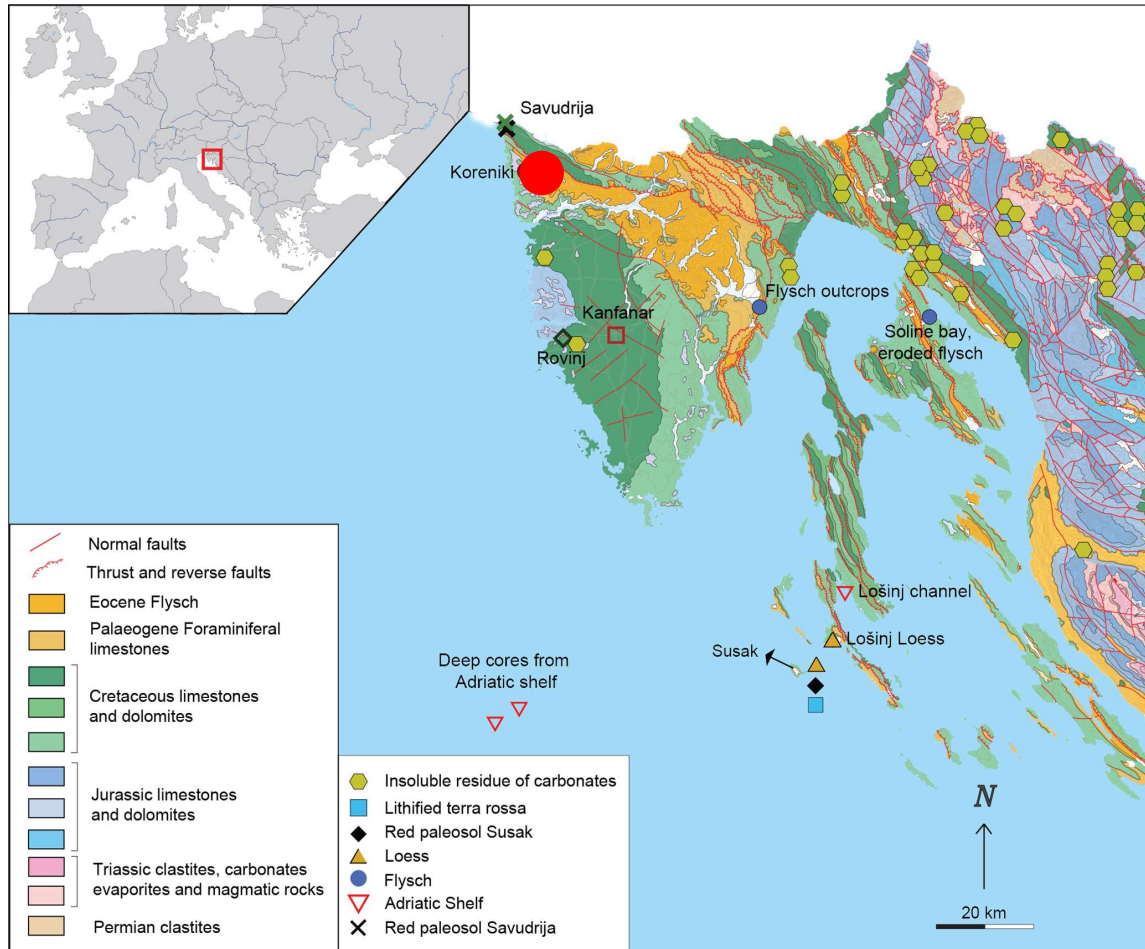 Savudrija
Koreniki
Flysch outcrops
Kanfanar
Soline bay,
eroded flysch
Rovinj
Lošinj channel
Lošinj Loess
Susak
Deep cores from
Adriatic shelf
Normal faults
Thrust and reverse faults
Eocene Flysch
Palaeogene Foraminiferal
limestones
Cretaceous limestones
and dolomites
Jurassic limestones
and dolomites
Triassic clastites, carbonates
evaporites and magmatic rocks
Permian clastites
Insoluble residue of carbonates
Lithified terra rossa
Red paleosol Susak
Loess
Flysch
Adriatic Shelf
Red paleosol Savudrija
N
20 km